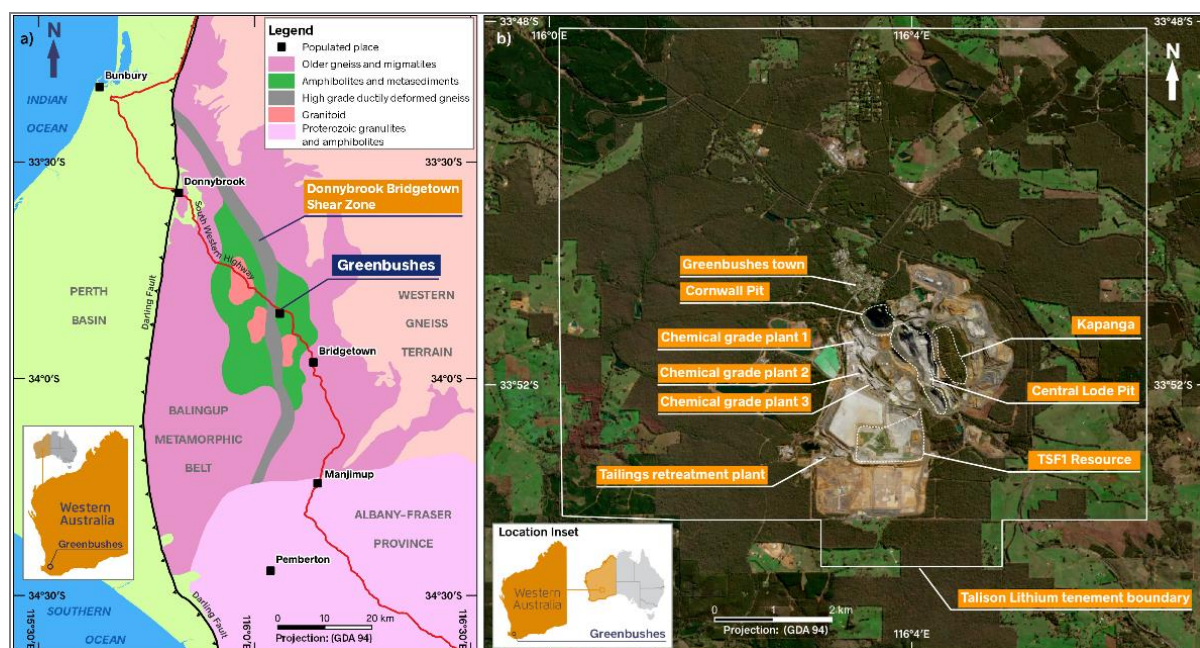 a)
N
Bunbury
INDIAN
OCEAN
33°30'S
Donnybrook
South Western Highway
Darling Fault
PERTH
BASIN
34°0'S
BALINGUP
METAMORPHIC
BELT
Western
Australia
Greenbushes
34°30'S
SOUTHERN
OCEAN
Darling Fault
115°30'E
Legend
Populated place
Older gneiss and migmatites
Amphibolites and metasediments
High grade ductily deformed gneiss
Granitoid
Proterozoic granulites
and amphibolites
33°30'S
Donnybrook Bridgetown
Shear Zone
Greenbushes
WESTERN
GNEISS
TERRAIN
Bridgetown
34°0'S
Manjimup
ALBANY–FRASER
PROVINCE
Pemberton
0 10 20 km
Projection: (GDA 94)
34°30'S
116°0'E
116°30'E
33°48'S
b)
116°0'E
116°4'E
33°48'S
N
Greenbushes town
Cornwall Pit
Chemical grade plant 1
Chemical grade plant 2
Chemical grade plant 3
Tailings retreatment plant
Kapanga
33°52'S
33°52'S
Central Lode Pit
TSF1 Resource
Location Inset
Western
Australia
Greenbushes
0 1 2 km
Projection: (GDA 94)
Talison Lithium tenement boundary
116°4'E